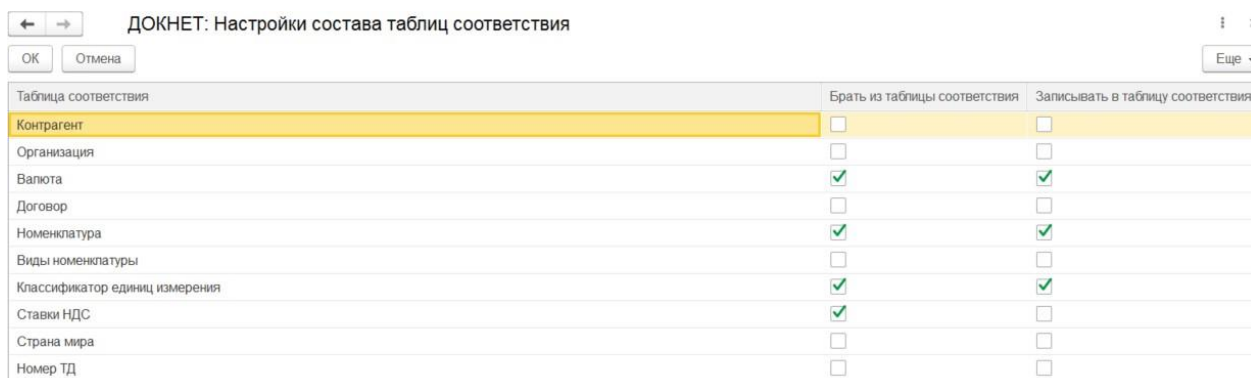 ДОКНЕТ: Настройки состава таблиц соответствия
ОК Отмена Еще
Таблица соответствия Брать из таблицы соответствия Записывать в таблицу соответствия
Контрагент
Организация
Валюта
Договор
Номенклатура
Виды номенклатуры
Классификатор единиц измерения
Ставки НДС
Страна мира
Номер ТД